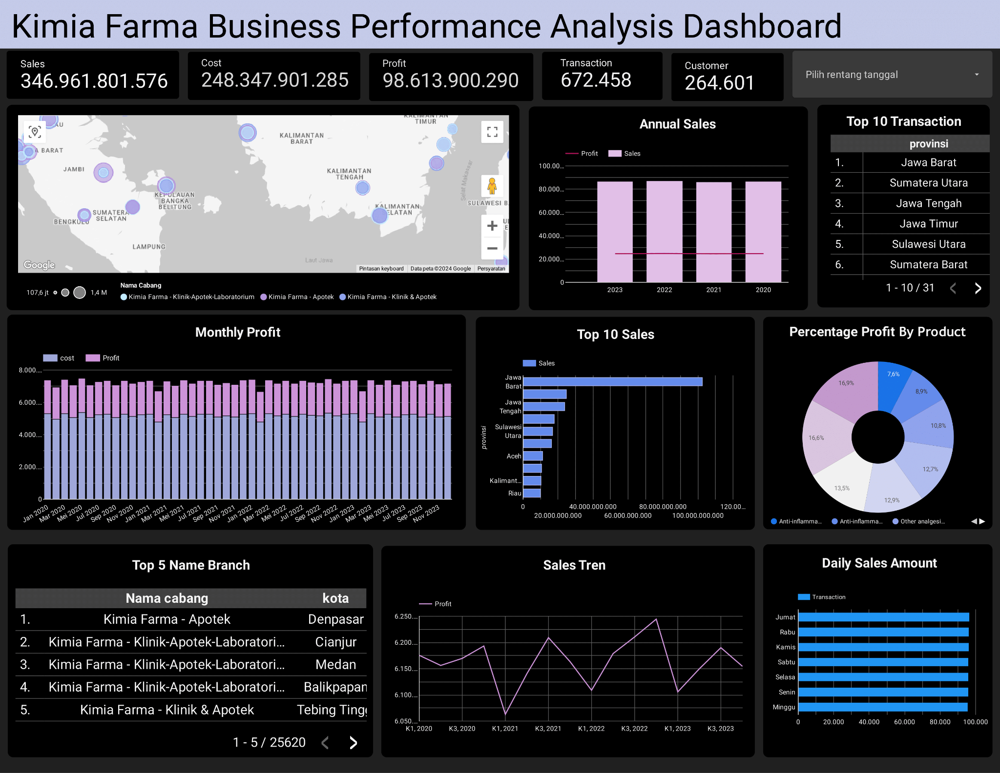 Kimia Farma Business Performance Analysis Dashboard
Sales
346.961.801.576
Cost
248.347.901.285
Profit
98.613.900.290
Transaction
672.458
Customer
264.601
Pilih rentang tanggal
AU
A BARAT
JAMBI
BENGKULU
SUMATERA
SELATAN
KEPULAUAN
BANGKA
BELITUNG
LAMPUNG
KALIMANTAN
BARAT
KALIMANTAN
TENGAH
KALIMANTAN
TIMUR
KALIMANTAN
ELATAN
Selat Makassar
SULAWESI B
Laut Jawa
Google
Pintasan keyboard
Data peta ©2024 Google
Persyaratan
107,6 jt
1,4 M
Nama Cabang
Kimia Farma - Klinik-Apotek-Laboratorium
Kimia Farma - Apotek
Kimia Farma - Klinik & Apotek
Annual Sales
Profit
Sales
100.00...
80.000...
60.000...
40.000...
20.000...
0
2023
2022
2021
2020
Top 10 Transaction
provinsi
1. Jawa Barat
2. Sumatera Utara
3. Jawa Tengah
4. Jawa Timur
5. Sulawesi Utara
6. Sumatera Barat
1 - 10 / 31
Monthly Profit
cost
Profit
8.000....
6.000....
4.000....
2.000....
0
Jan 2020
Mar 2020
Mei 2020
Jul 2020
Sep 2020
Nov 2020
Jan 2021
Mar 2021
Mei 2021
Jul 2021
Sep 2021
Nov 2021
Jan 2022
Mar 2022
Mei 2022
Jul 2022
Sep 2022
Nov 2022
Jan 2023
Mar 2023
Mei 2023
Jul 2023
Sep 2023
Nov 2023
Top 10 Sales
Sales
provinsi
Jawa
Barat
Jawa
Tengah
Sulawesi
Utara
Aceh
Kalimant...
Riau
0
20.000.000.000
40.000.000.000
60.000.000.000
80.000.000.000
100.000.000.000
120.00...
Percentage Profit By Product
7,6%
8,9%
10,8%
12,7%
12,9%
13,5%
16,6%
16,9%
Anti-inflamma...
Anti-inflamma...
Other analgesi...
Top 5 Name Branch
Nama cabang kota
1. Kimia Farma - Apotek Denpasar
2. Kimia Farma - Klinik-Apotek-Laboratori... Cianjur
3. Kimia Farma - Klinik-Apotek-Laboratori... Medan
4. Kimia Farma - Klinik-Apotek-Laboratori... Balikpapan
5. Kimia Farma - Klinik & Apotek Tebing Tingg
1 - 5 / 25620
Sales Tren
Profit
6.250....
6.200....
6.150....
6.100....
6.050....
K1, 2020
K3, 2020
K1, 2021
K3, 2021
K1, 2022
K3, 2022
K1, 2023
K3, 2023
Daily Sales Amount
Transaction
Jumat
Rabu
Kamis
Sabtu
Selasa
Senin
Minggu
0
20.000
40.000
60.000
80.000
100.000